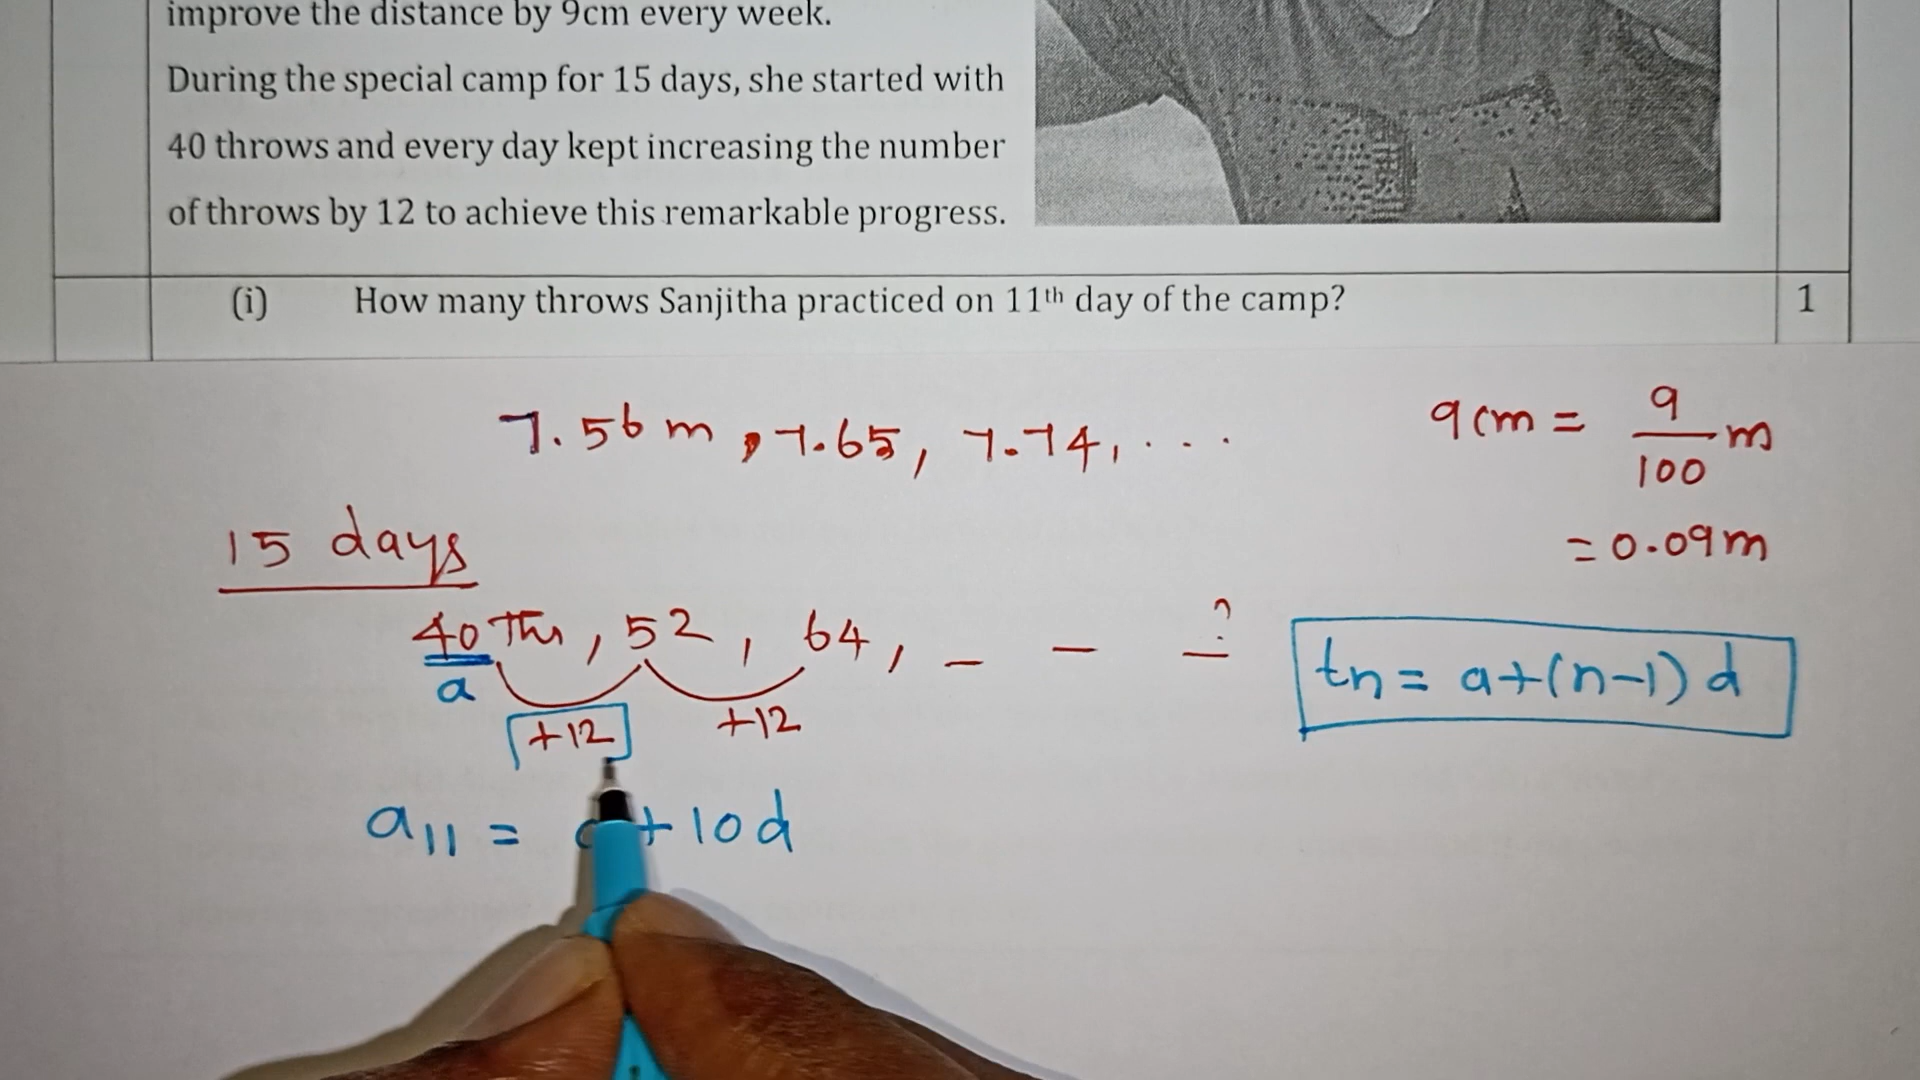 improve the distance by 9cm every week.
During the special camp for 15 days, she started with
40 throws and every day kept increasing the number
of throws by 12 to achieve this remarkable progress.
(i) How many throws Sanjitha practiced on 11th day of the camp? 1
7.56 m, 7.65, 7.74, ...
9cm = 9/100 m
= 0.09m
15 days
40 Thr, 52, 64, _ _ _?
a
+12 +12
tn = a+(n-1)d
a11 = a+10d